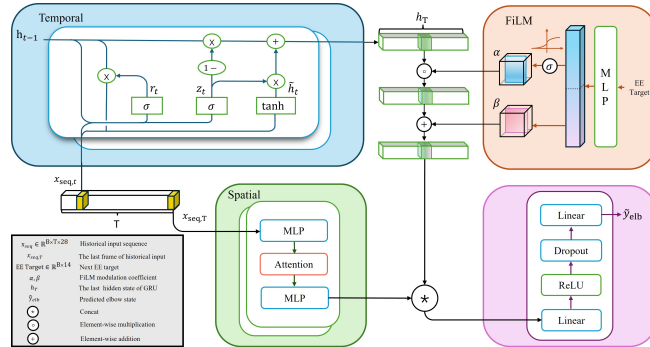 Temporal
h_{t-1}
×
+
1-
×
×
r_t
z_t
h̃_t
σ
σ
tanh
h_T
∘
+
FiLM
α
σ
β
MLP
EE
Target
x_{seq,t}
T
x_{seq,T}
Spatial
MLP
Attention
MLP
*
Linear
ỹ_{elb}
Dropout
ReLU
Linear
x_{seq} ∈ ℝ^{B×T×28} Historical input sequence
x_{seq,T} The last frame of historical input
EE Target ∈ ℝ^{B×14} Next EE target
α, β FiLM modulation coefficient
h_T The last hidden state of GRU
ỹ_{elb} Predicted elbow state
* Concat
∘ Element-wise multiplication
+ Element-wise addition